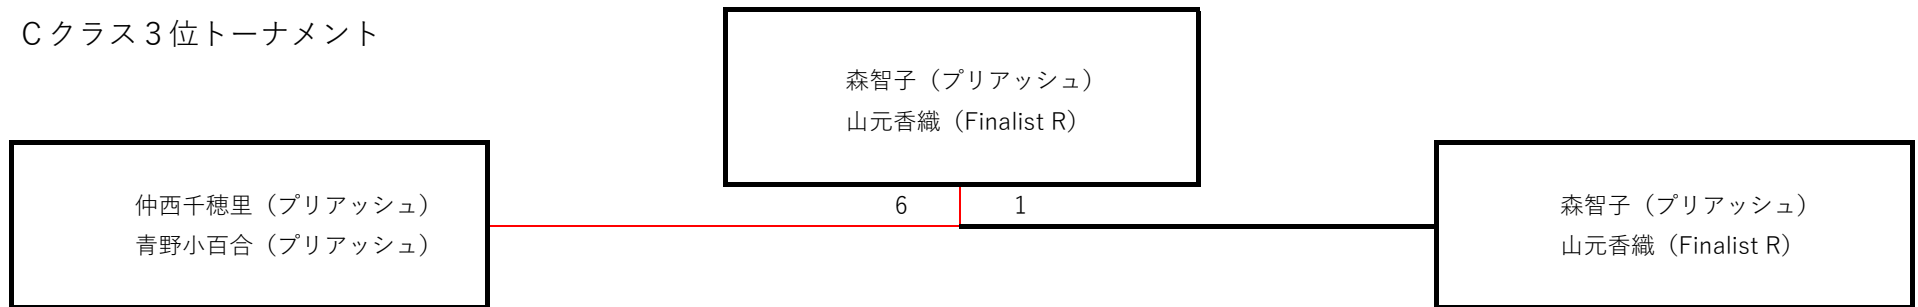 Ｃクラス３位トーナメント
森智子（プリアッシュ）
山元香織（Finalist R）
仲西千穂里（プリアッシュ）
青野小百合（プリアッシュ）
6 1
森智子（プリアッシュ）
山元香織（Finalist R）